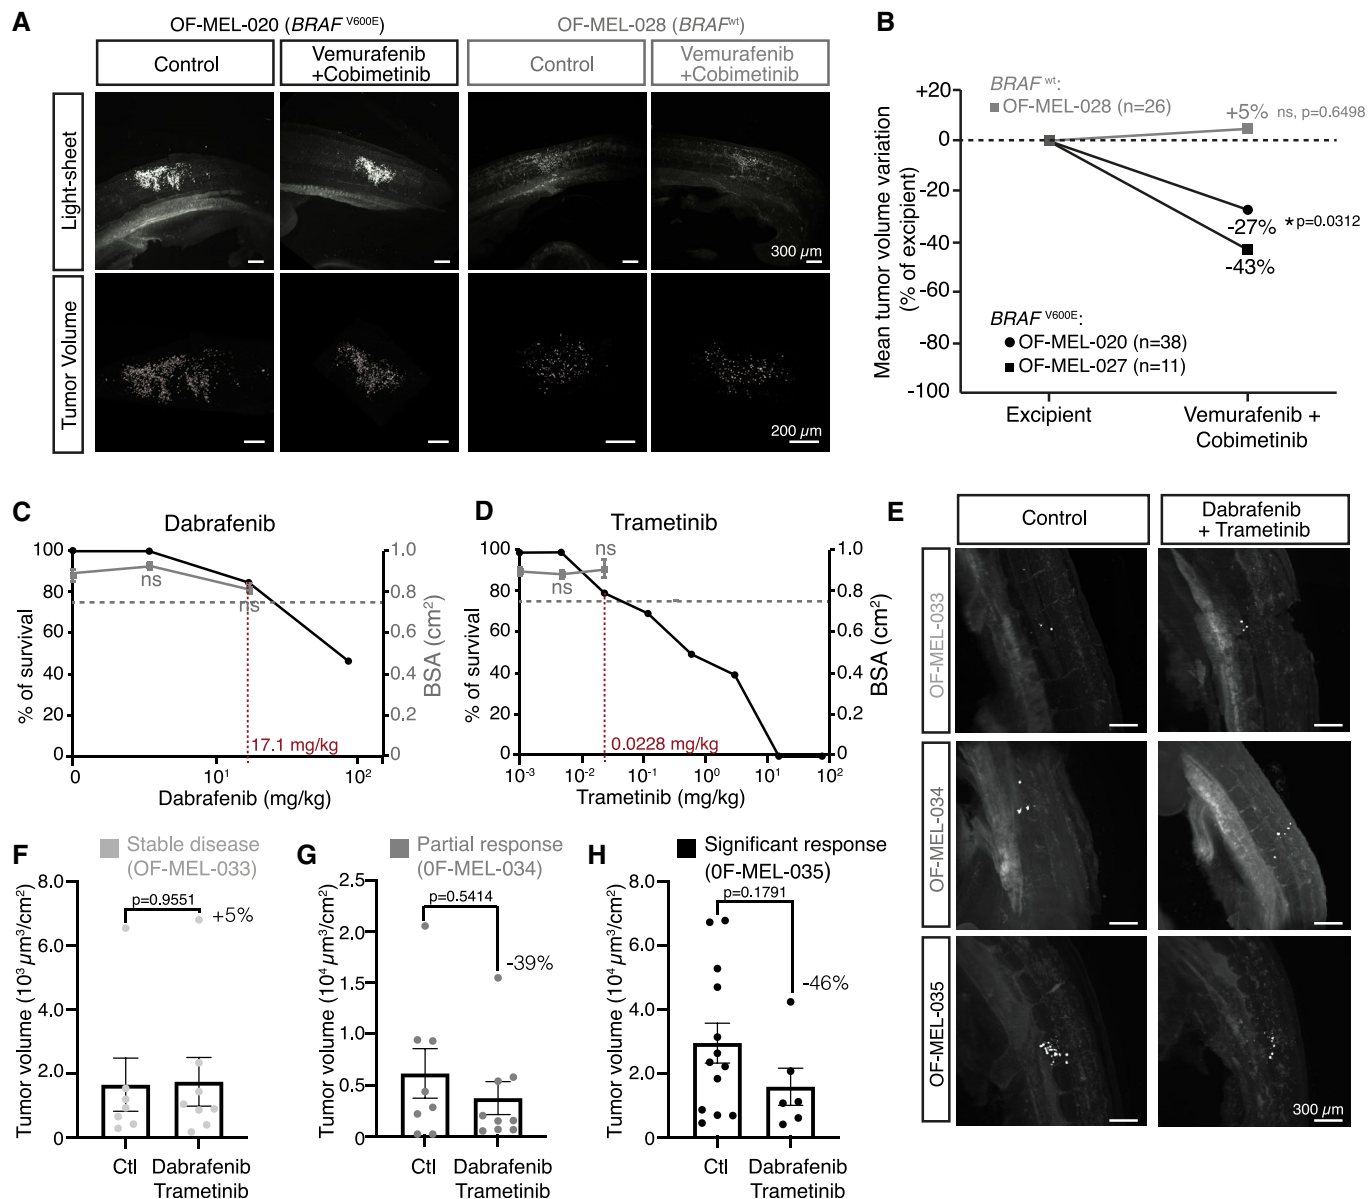 A
OF-MEL-020 (BRAF V600E)
OF-MEL-028 (BRAFwt)
Control
Vemurafenib
+Cobimetinib
Control
Vemurafenib
+Cobimetinib
Light-sheet
300 µm
Tumor Volume
200 µm
B
Mean tumor volume variation
(% of excipient)
+20
0
-20
-40
-60
-80
-100
BRAF wt:
OF-MEL-028 (n=26)
+5% ns, p=0.6498
-27%
*p=0.0312
-43%
BRAF V600E:
OF-MEL-020 (n=38)
OF-MEL-027 (n=11)
Excipient
Vemurafenib +
Cobimetinib
C
Dabrafenib
% of survival
100
80
60
40
20
0
ns
ns
17.1 mg/kg
1.0
0.8
0.6
0.4
0.2
0
BSA (cm²)
0
10¹
10²
Dabrafenib (mg/kg)
D
Trametinib
% of survival
100
80
60
40
20
0
ns
ns
0.0228 mg/kg
1.0
0.8
0.6
0.4
0.2
0
BSA (cm²)
10⁻³
10⁻²
10⁻¹
10⁰
10¹
10²
Trametinib (mg/kg)
E
Control
Dabrafenib
+ Trametinib
OF-MEL-033
OF-MEL-034
OF-MEL-035
300 µm
F
Stable disease
(OF-MEL-033)
Tumor volume (10³ µm³/cm²)
8.0
6.0
4.0
2.0
0
p=0.9551
+5%
Ctl
Dabrafenib
Trametinib
G
Partial response
(0F-MEL-034)
Tumor volume (10⁴ µm³/cm²)
2.5
2.0
1.5
1.0
0.5
0
p=0.5414
-39%
Ctl
Dabrafenib
Trametinib
H
Significant response
(0F-MEL-035)
Tumor volume (10⁴ µm³/cm²)
8.0
6.0
4.0
2.0
0
p=0.1791
-46%
Ctl
Dabrafenib
Trametinib